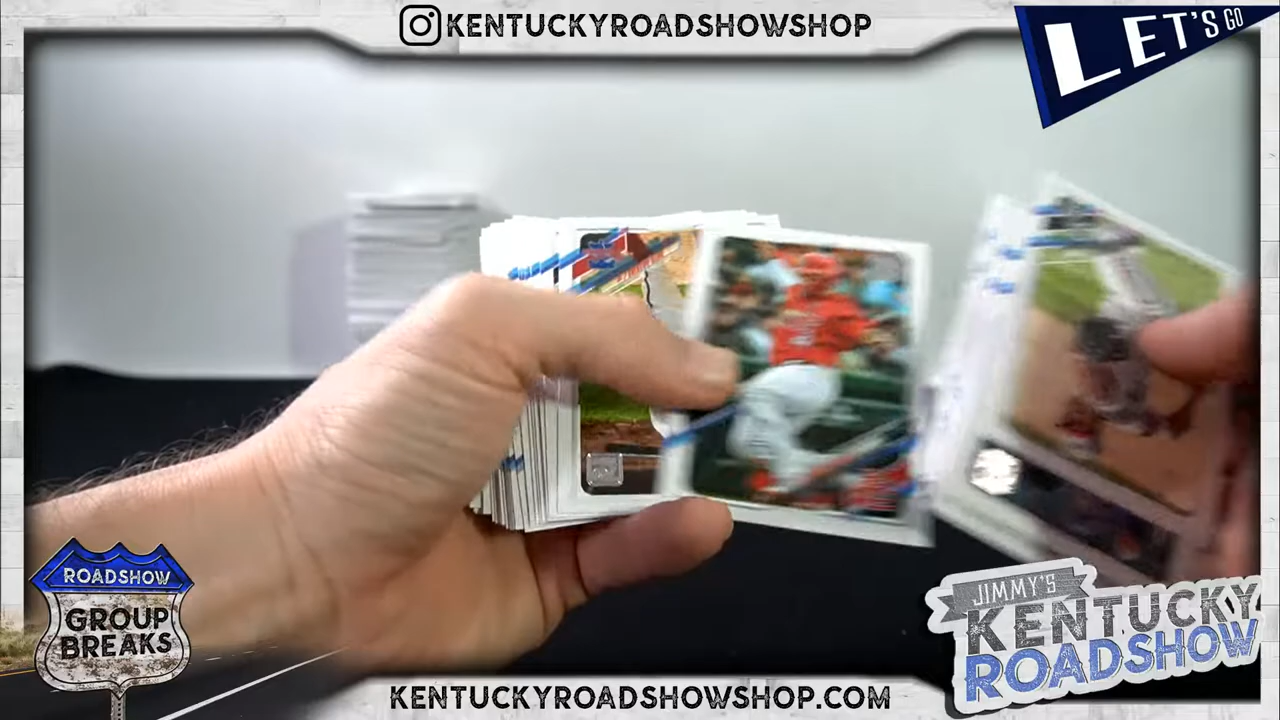 KENTUCKYROADSHOWSHOP
LET'S GO
ROADSHOW
GROUP
BREAKS
JIMMY'S
KENTUCKY
ROADSHOW
KENTUCKYROADSHOWSHOP.COM